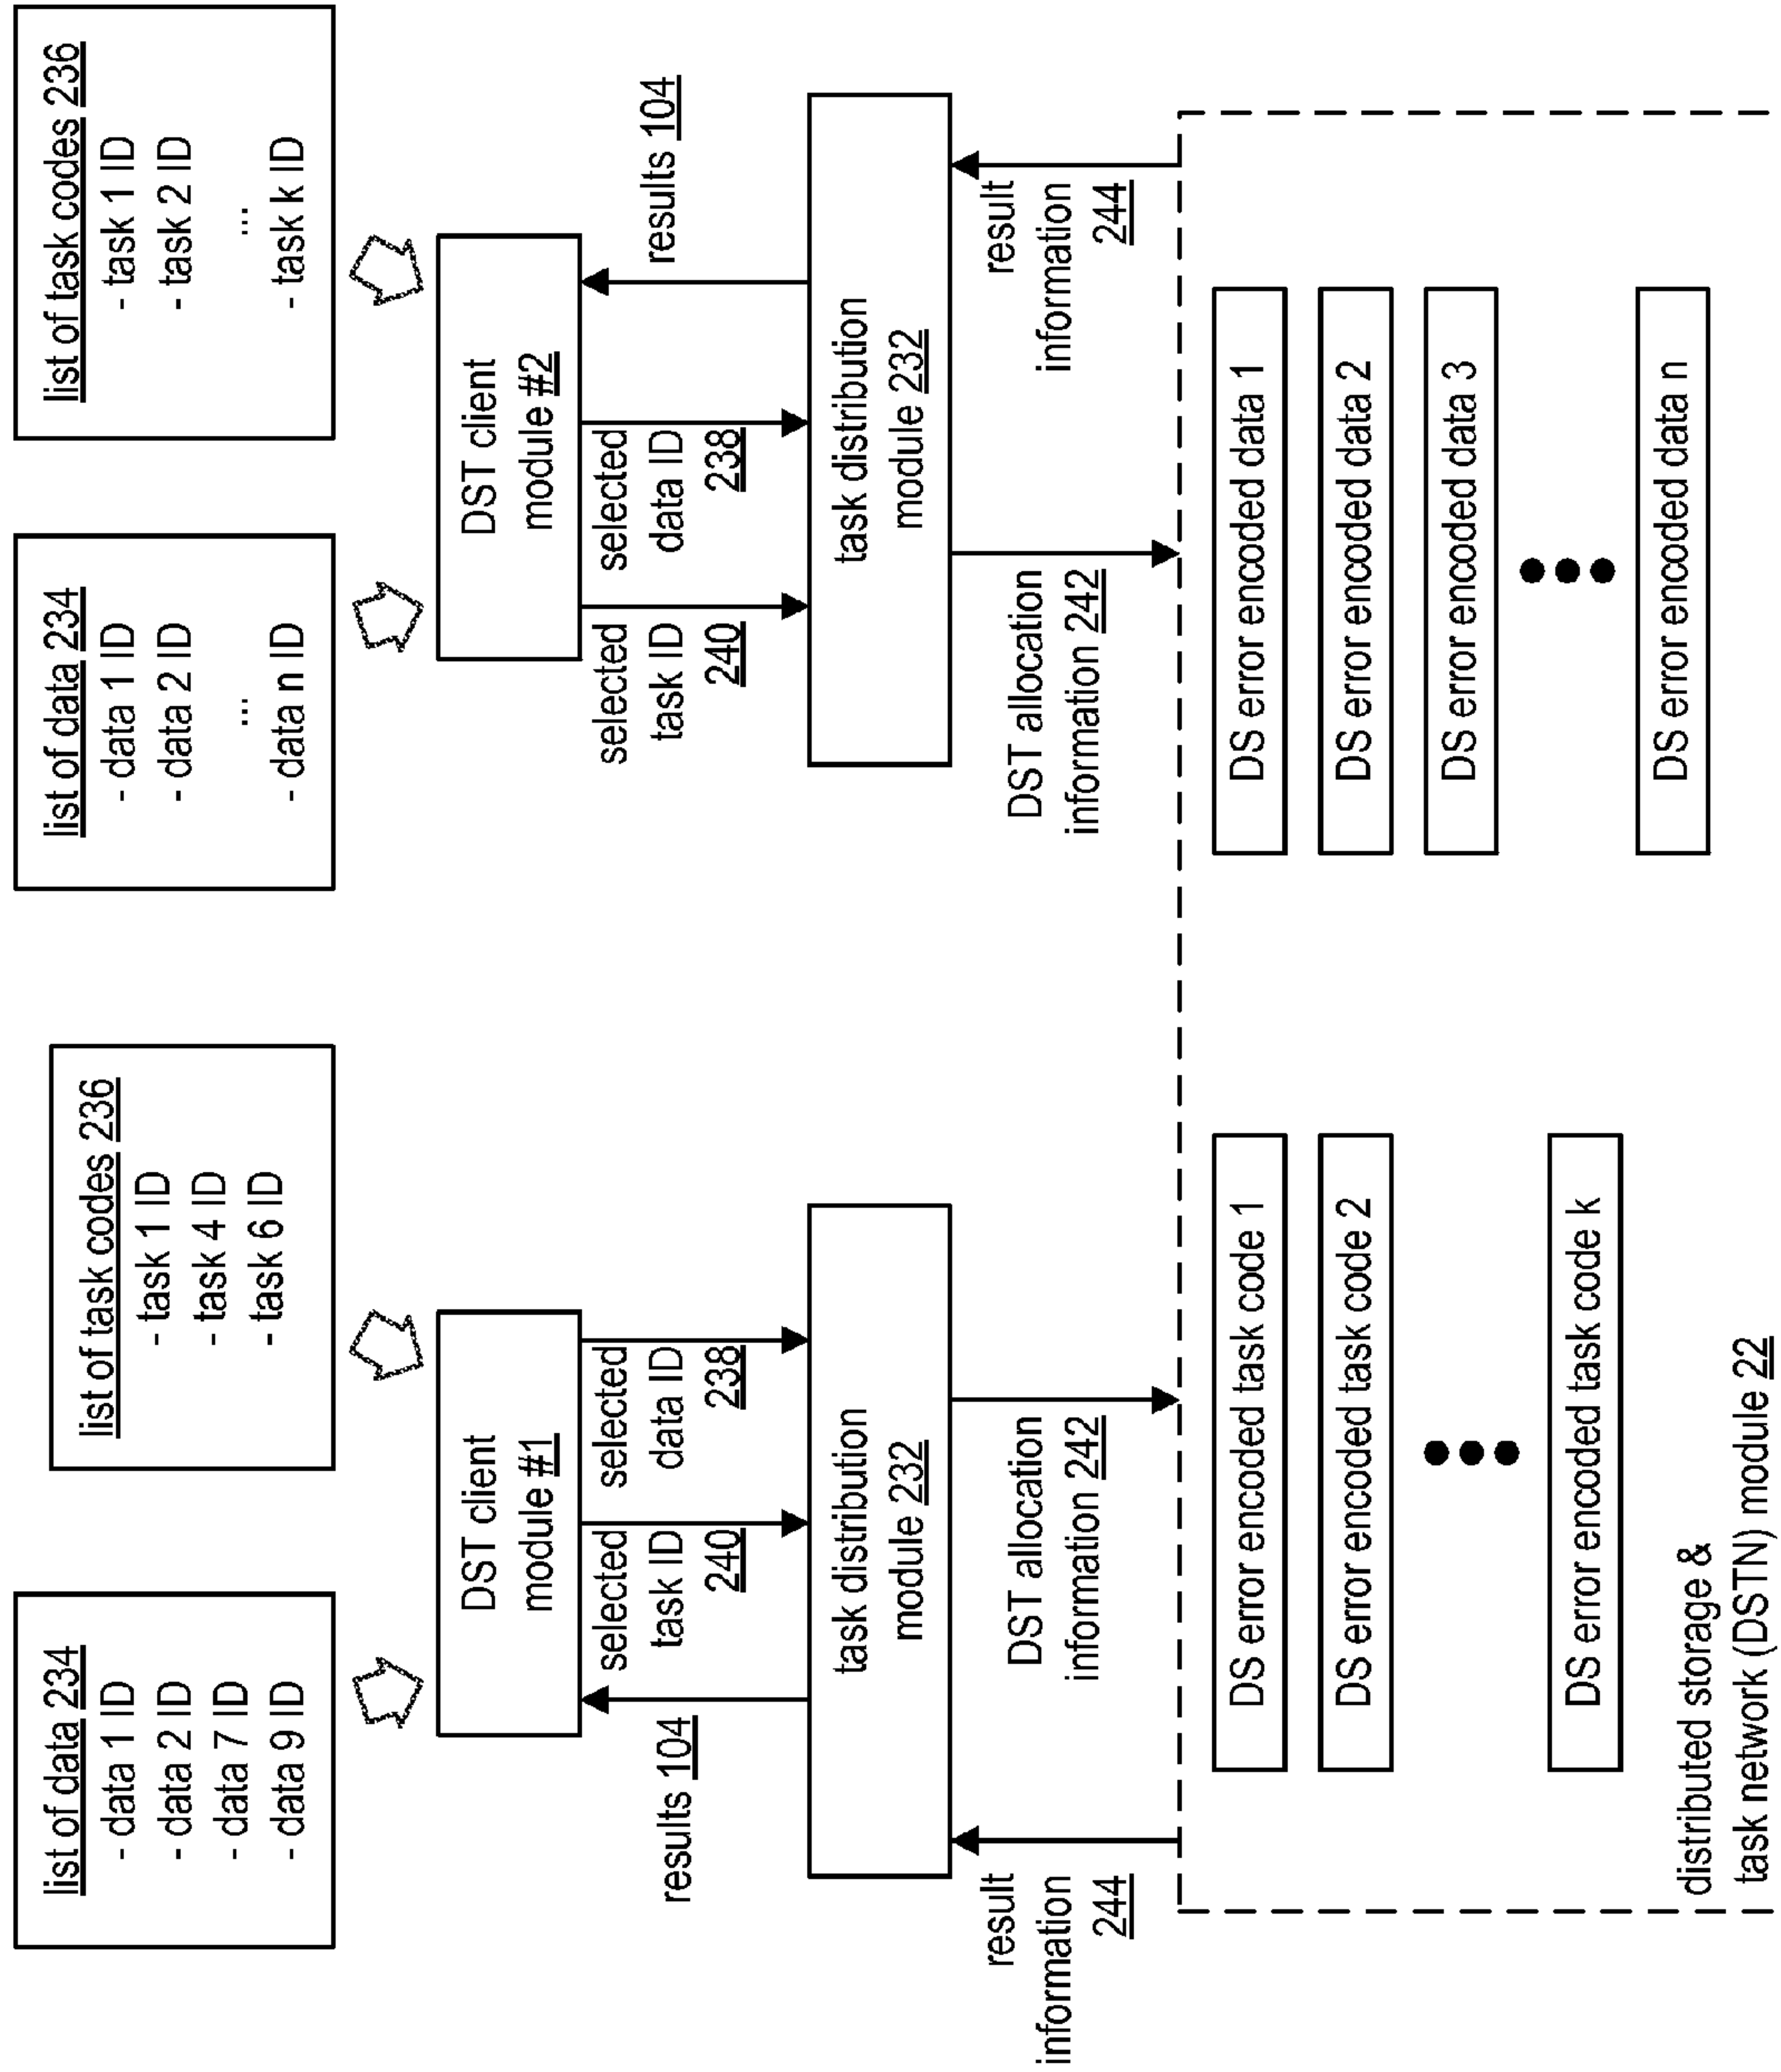 list of data 234
- data 1 ID
- data 2 ID
- data 7 ID
- data 9 ID
list of task codes 236
- task 1 ID
- task 4 ID
- task 6 ID
list of data 234
- data 1 ID
- data 2 ID
...
- data n ID
list of task codes 236
- task 1 ID
- task 2 ID
...
- task k ID
DST client
module #1
DST client
module #2
results 104
selected
task ID
240
selected
data ID
238
selected
task ID
240
selected
data ID
238
results 104
task distribution
module 232
task distribution
module 232
result
information
244
DST allocation
information 242
DST allocation
information 242
result
information
244
DS error encoded task code 1
DS error encoded task code 2
DS error encoded task code k
DS error encoded data 1
DS error encoded data 2
DS error encoded data 3
DS error encoded data n
distributed storage &
task network (DSTN) module 22